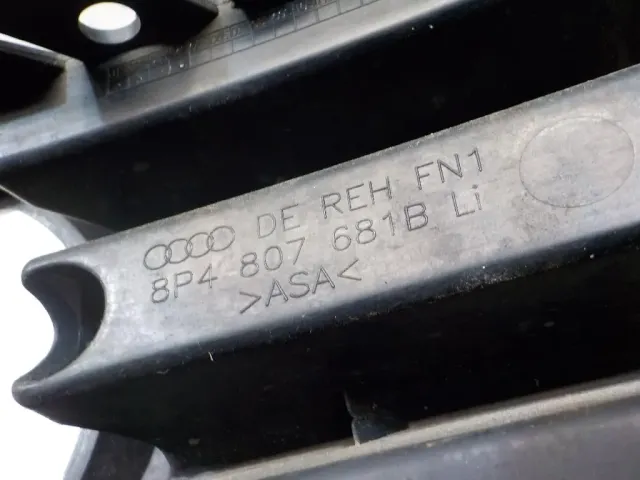 DE REH FN1
8P4 807 681B Li
>ASA<